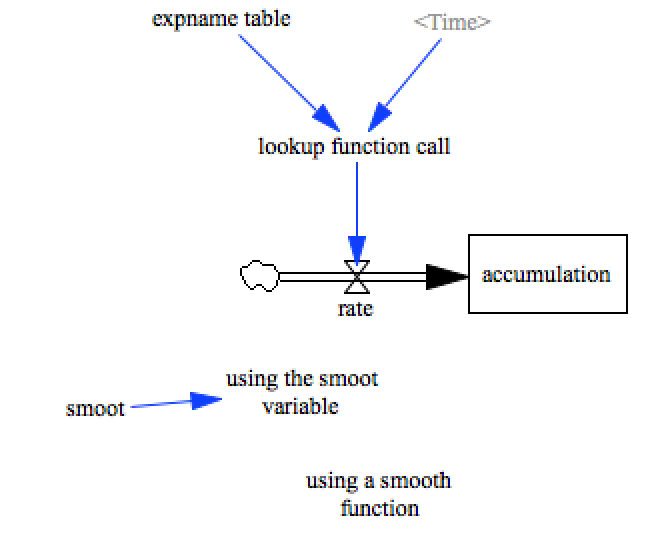 expname table
<Time>
lookup function call
accumulation
rate
using the smoot
variable
smoot
using a smooth
function